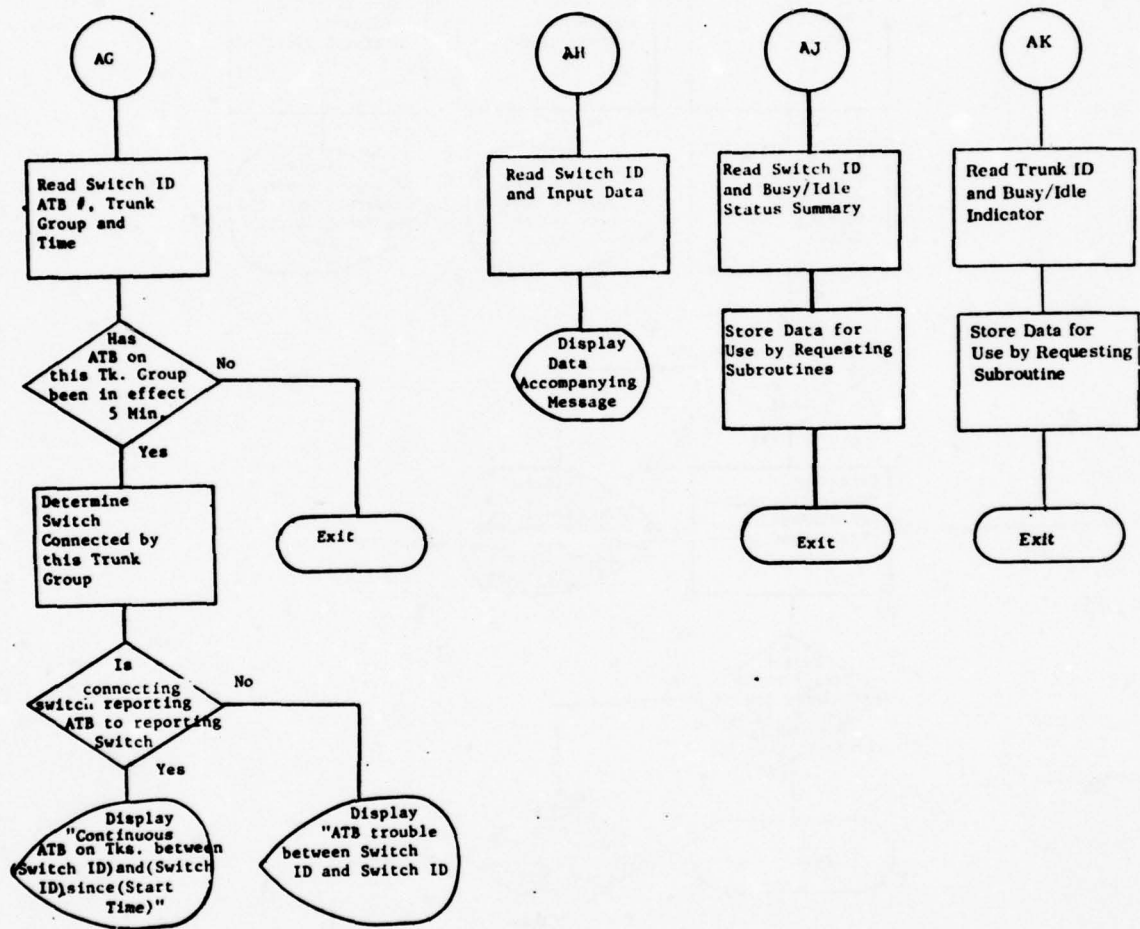 AG
Read Switch ID
ATB #, Trunk
Group and
Time
Has
ATB on
this Tk. Group
been in effect
5 Min.
No
Yes
Exit
Determine
Switch
Connected by
this Trunk
Group
Is
connecting
switch reporting
ATB to reporting
Switch
No
Yes
Display
"Continuous
ATB on Tks. between
(Switch ID)and(Switch
ID)since(Start
Time)"
Display
"ATB trouble
between Switch
ID and Switch ID
AH
Read Switch ID
and Input Data
Display
Data
Accompanying
Message
AJ
Read Switch ID
and Busy/Idle
Status Summary
Store Data for
Use by Requesting
Subroutines
Exit
AK
Read Trunk ID
and Busy/Idle
Indicator
Store Data for
Use by Requesting
Subroutine
Exit